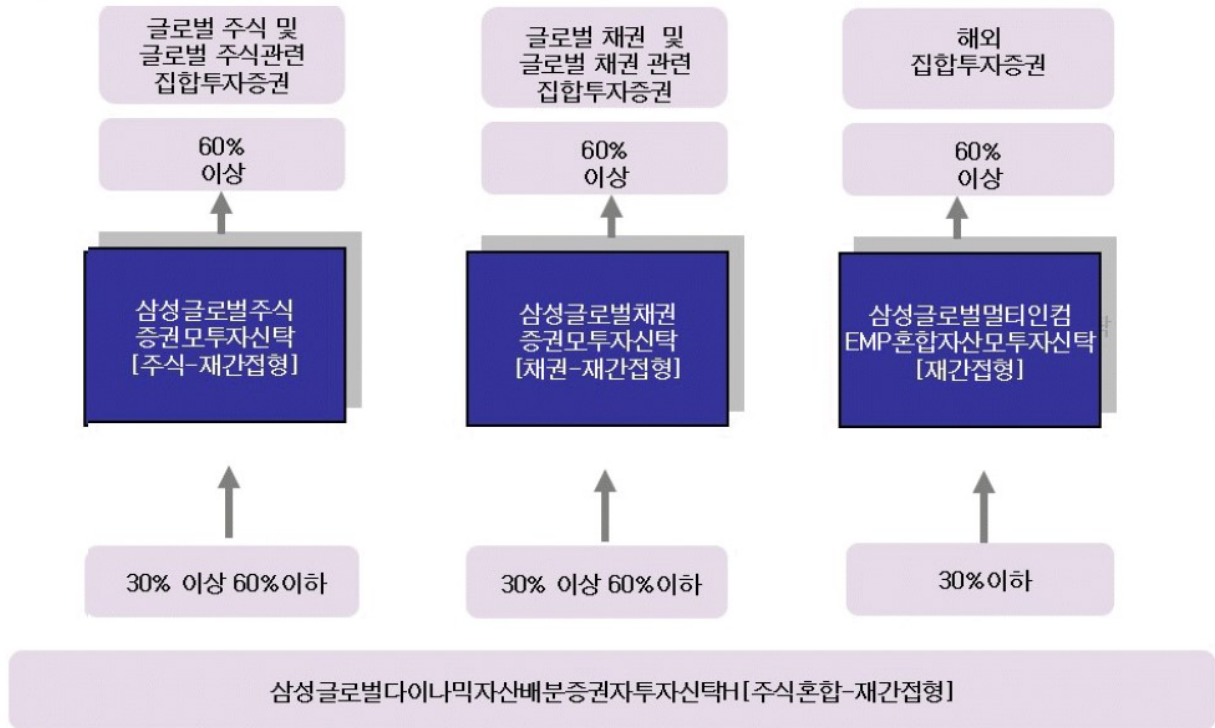 글로벌 주식 및
글로벌 주식관련
집합투자증권
글로벌 채권 및
글로벌 채권 관련
집합투자증권
해외
집합투자증권
60%
이상
60%
이상
60%
이상
삼성글로벌주식
증권모투자신탁
[주식-재간접형]
삼성글로벌채권
증권모투자신탁
[채권-재간접형]
삼성글로벌멀티인컴
EMP혼합자산모투자신탁
[재간접형]
30% 이상 60%이하
30% 이상 60%이하
30%이하
삼성글로벌다이나믹자산배분증권자투자신탁H[주식혼합-재간접형]